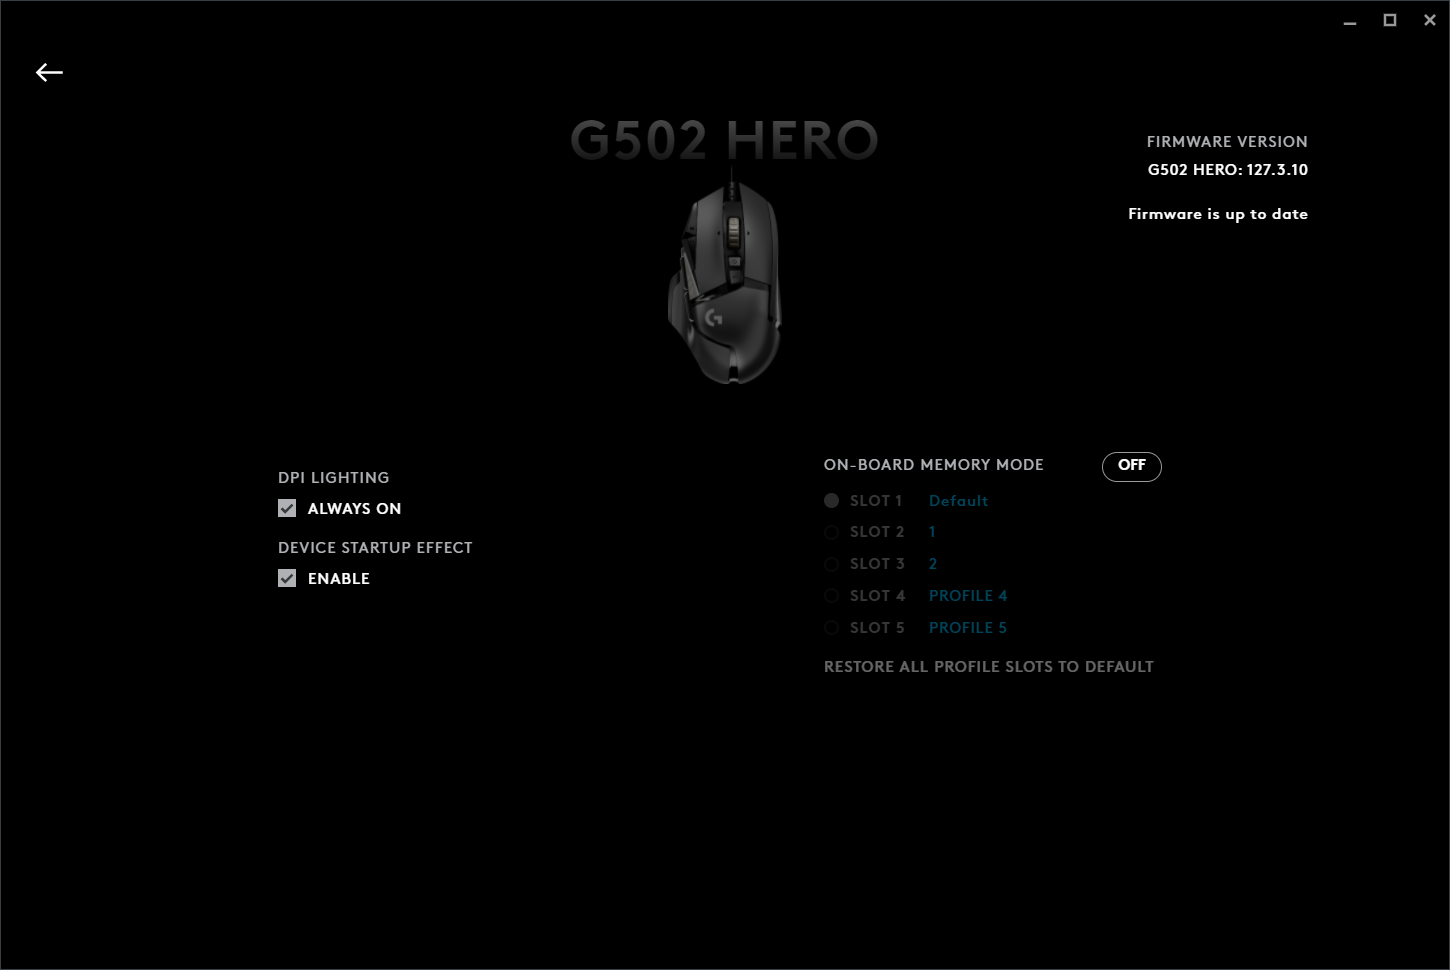 G502 HERO
FIRMWARE VERSION
G502 HERO: 127.3.10
Firmware is up to date
DPI LIGHTING
ALWAYS ON
DEVICE STARTUP EFFECT
ENABLE
ON-BOARD MEMORY MODE OFF
SLOT 1 Default
SLOT 2 1
SLOT 3 2
SLOT 4 PROFILE 4
SLOT 5 PROFILE 5
RESTORE ALL PROFILE SLOTS TO DEFAULT